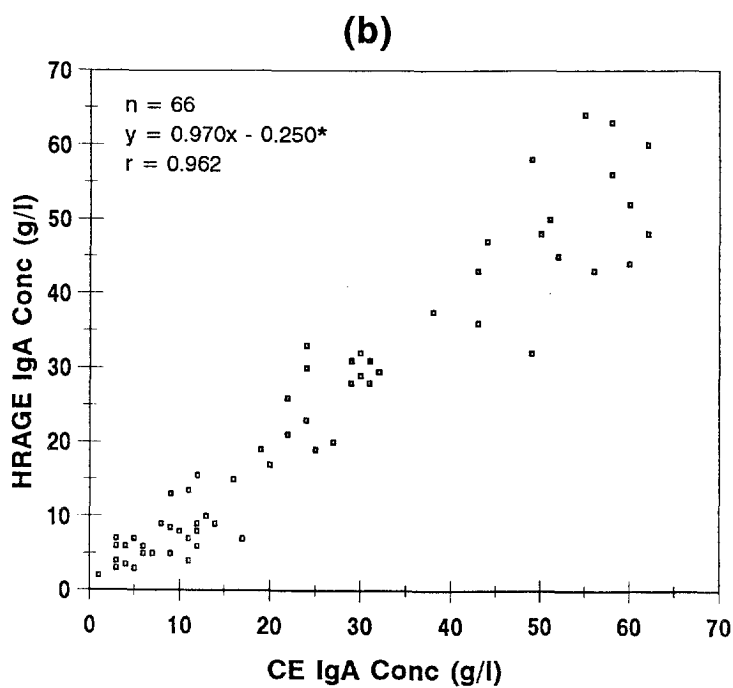 (b)
n = 66
y = 0.970x - 0.250*
r = 0.962
HRAGE IgA Conc (g/l)
70
60
50
40
30
20
10
0
0 10 20 30 40 50 60 70
CE IgA Conc (g/l)